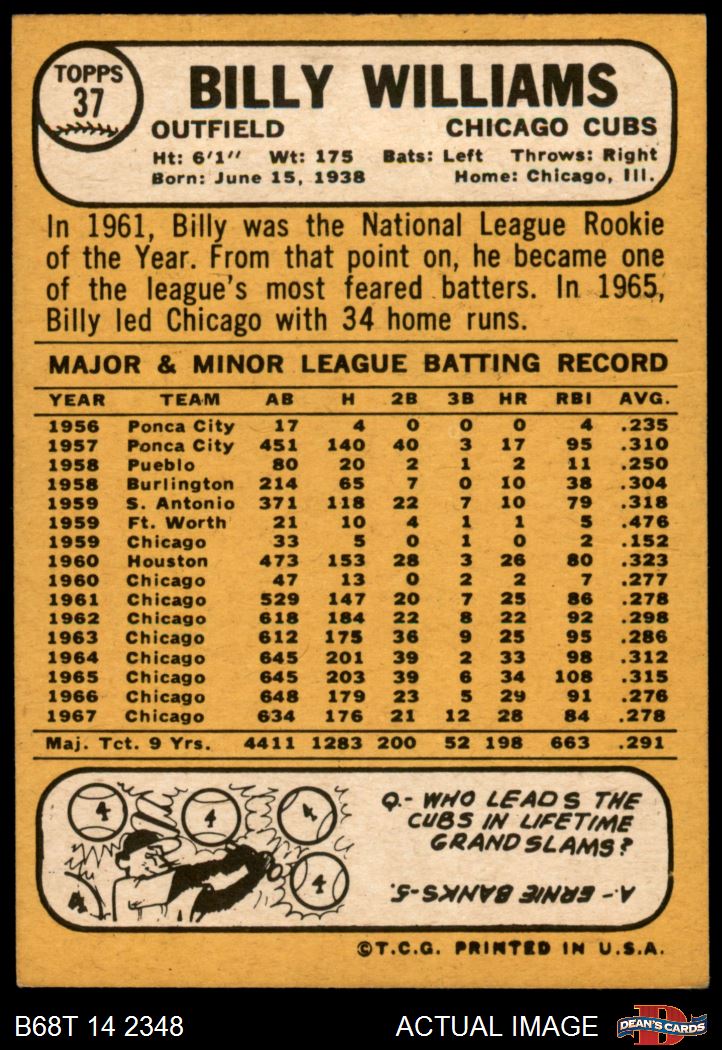 TOPPS
37
BILLY WILLIAMS
OUTFIELD CHICAGO CUBS
Ht: 6'1" Wt: 175 Bats: Left Throws: Right
Born: June 15, 1938 Home: Chicago, Ill.
In 1961, Billy was the National League Rookie
of the Year. From that point on, he became one
of the league's most feared batters. In 1965,
Billy led Chicago with 34 home runs.
MAJOR & MINOR LEAGUE BATTING RECORD
YEAR TEAM AB H 2B 3B HR RBI AVG.
1956 Ponca City 17 4 0 0 0 4 .235
1957 Ponca City 451 140 40 3 17 95 .310
1958 Pueblo 80 20 2 1 2 11 .250
1958 Burlington 214 65 7 0 10 38 .304
1959 S. Antonio 371 118 22 7 10 79 .318
1959 Ft. Worth 21 10 4 1 1 5 .476
1959 Chicago 33 5 0 1 0 2 .152
1960 Houston 473 153 28 3 26 80 .323
1960 Chicago 47 13 0 2 2 7 .277
1961 Chicago 529 147 20 7 25 86 .278
1962 Chicago 618 184 22 8 22 92 .298
1963 Chicago 612 175 36 9 25 95 .286
1964 Chicago 645 201 39 2 33 98 .312
1965 Chicago 645 203 39 6 34 108 .315
1966 Chicago 648 179 23 5 29 91 .276
1967 Chicago 634 176 21 12 28 84 .278
Maj. Tct. 9 Yrs. 4411 1283 200 52 198 663 .291
4 4 4 4 4
Q.- WHO LEADS THE
CUBS IN LIFETIME
GRAND SLAMS?
A.- ERNIE BANKS-5.
©T.C.G. PRINTED IN U.S.A.
B68T 14 2348 ACTUAL IMAGE D DEAN'S CARDS